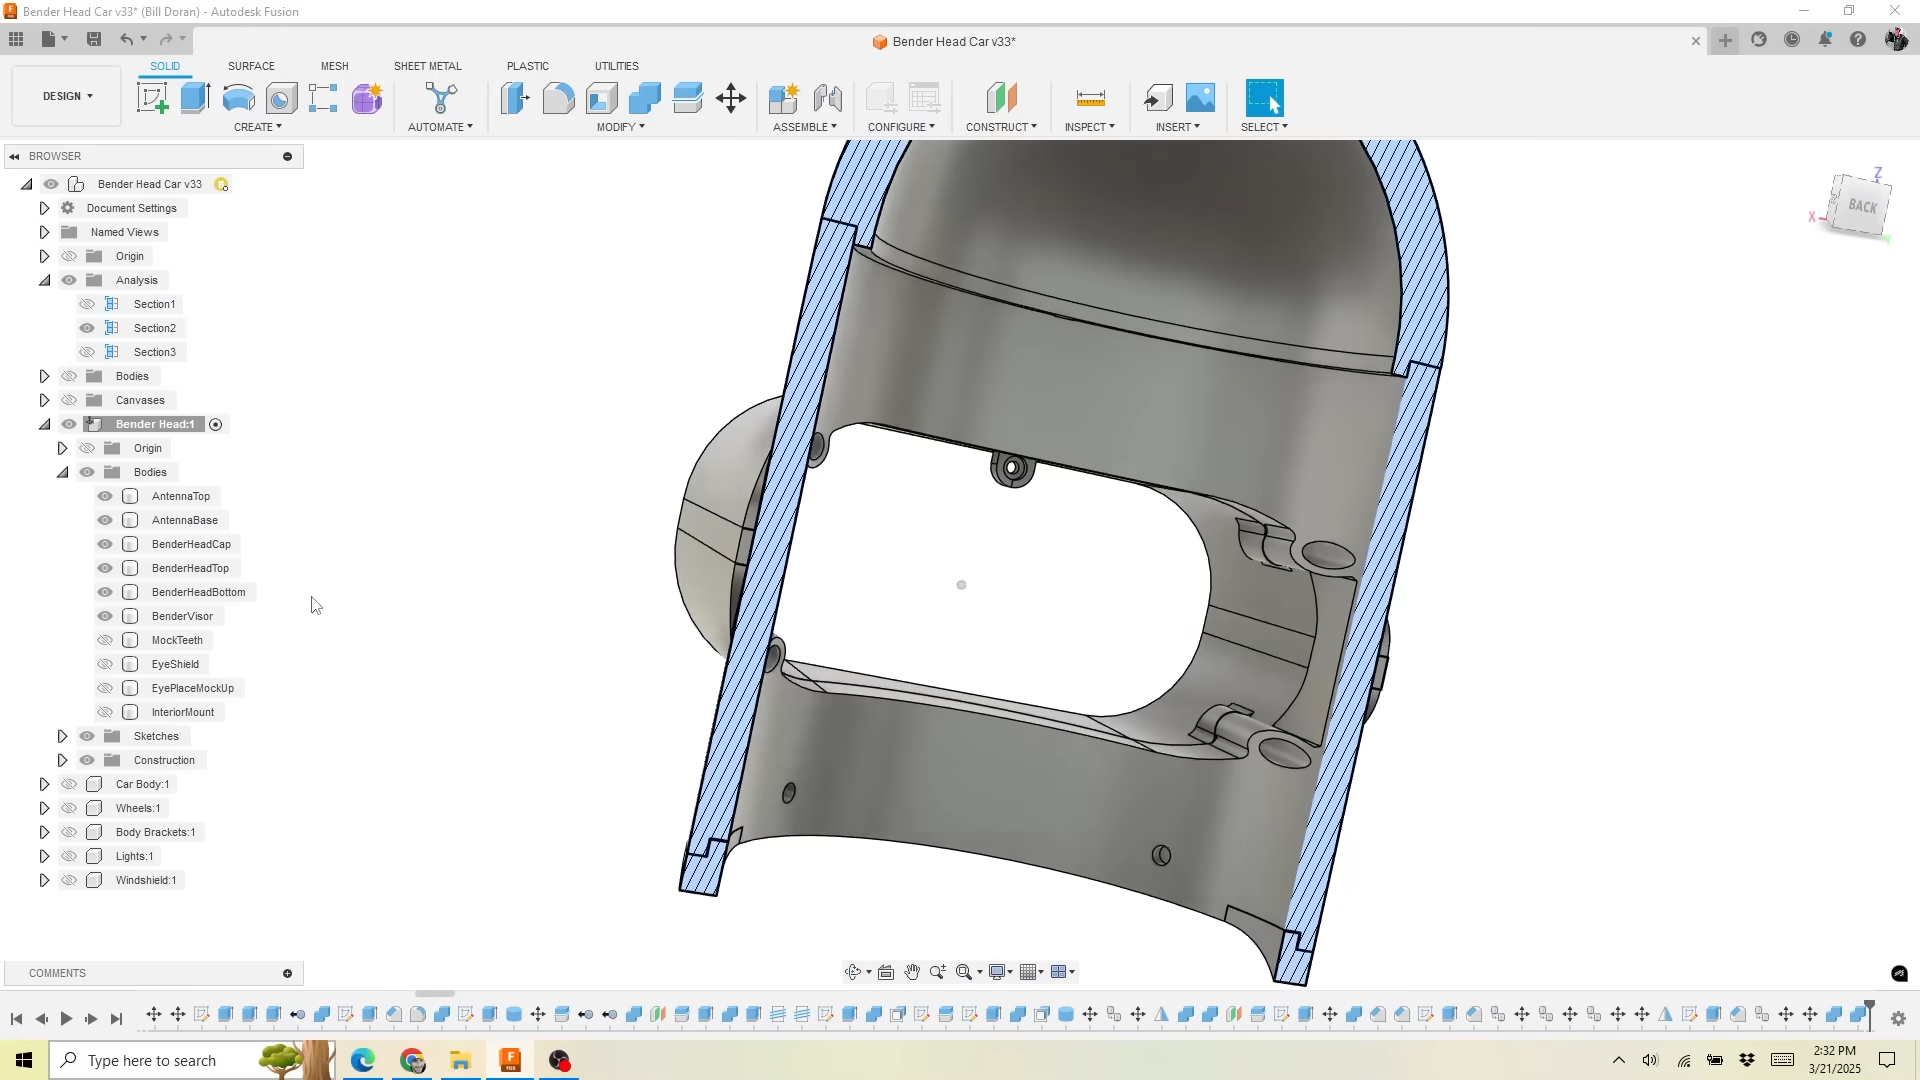 Bender Head Car v33* (Bill Doran) - Autodesk Fusion
Bender Head Car v33*
DESIGN
SOLID SURFACE MESH SHEET METAL PLASTIC UTILITIES
CREATE AUTOMATE MODIFY ASSEMBLE CONFIGURE CONSTRUCT INSPECT INSERT SELECT
BROWSER
Bender Head Car v33
Document Settings
Named Views
Origin
Analysis
Section1
Section2
Section3
Bodies
Canvases
Bender Head:1
Origin
Bodies
AntennaTop
AntennaBase
BenderHeadCap
BenderHeadTop
BenderHeadBottom
BenderVisor
MockTeeth
EyeShield
EyePlaceMockUp
InteriorMount
Sketches
Construction
Car Body:1
Wheels:1
Body Brackets:1
Lights:1
Windshield:1
Z
X
BACK
COMMENTS
Type here to search
2:32 PM
3/21/2025